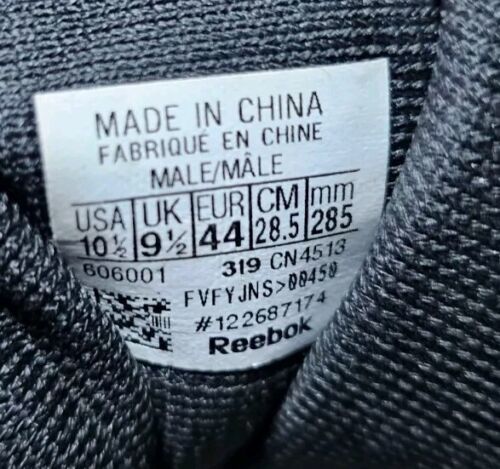 MADE IN CHINA
FABRIQUÉ EN CHINE
MALE/MÂLE
USA UK EUR CM mm
10½ 9½ 44 28.5 285
606001 319 CN4513
FVFYJNS>00450
#122687174
Reebok